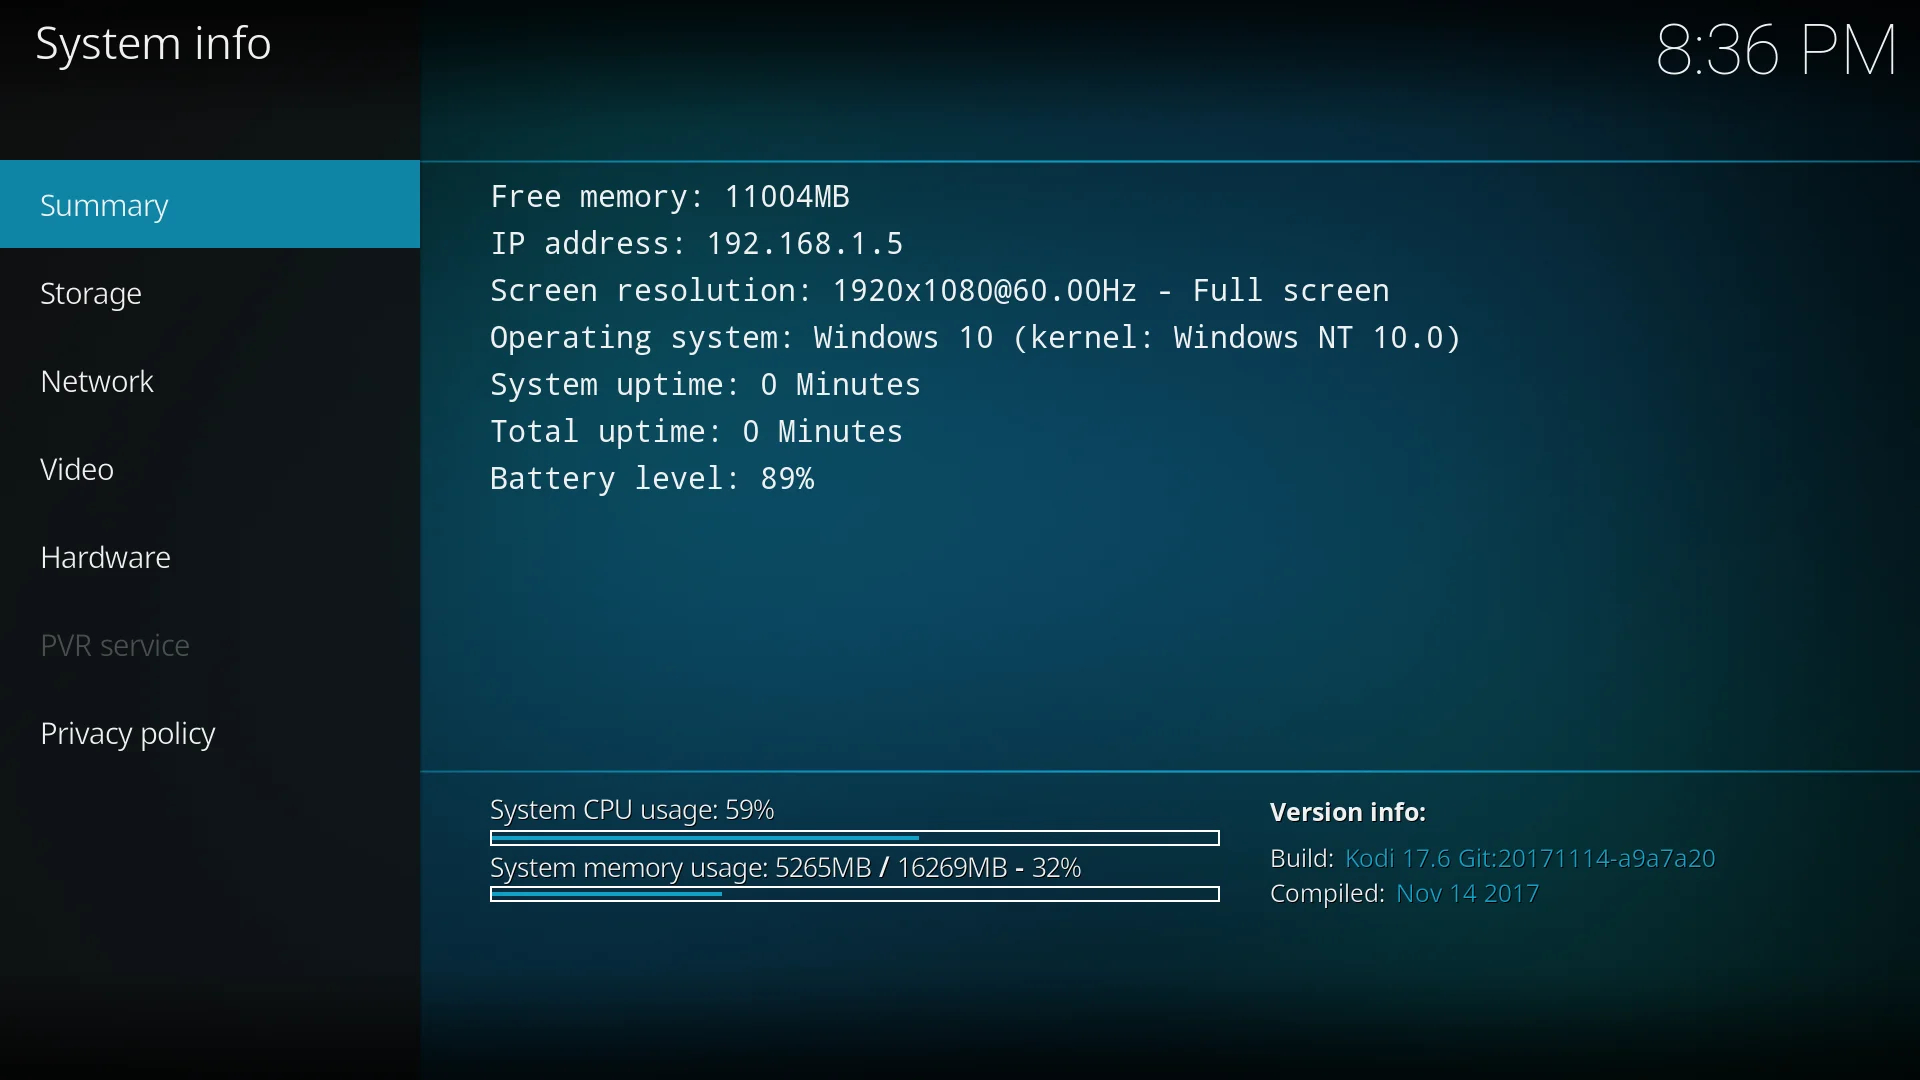 System info
8:36 PM
Summary
Storage
Network
Video
Hardware
PVR service
Privacy policy
Free memory: 11004MB
IP address: 192.168.1.5
Screen resolution: 1920x1080@60.00Hz - Full screen
Operating system: Windows 10 (kernel: Windows NT 10.0)
System uptime: 0 Minutes
Total uptime: 0 Minutes
Battery level: 89%
System CPU usage: 59%
System memory usage: 5265MB / 16269MB - 32%
Version info:
Build: Kodi 17.6 Git:20171114-a9a7a20
Compiled: Nov 14 2017